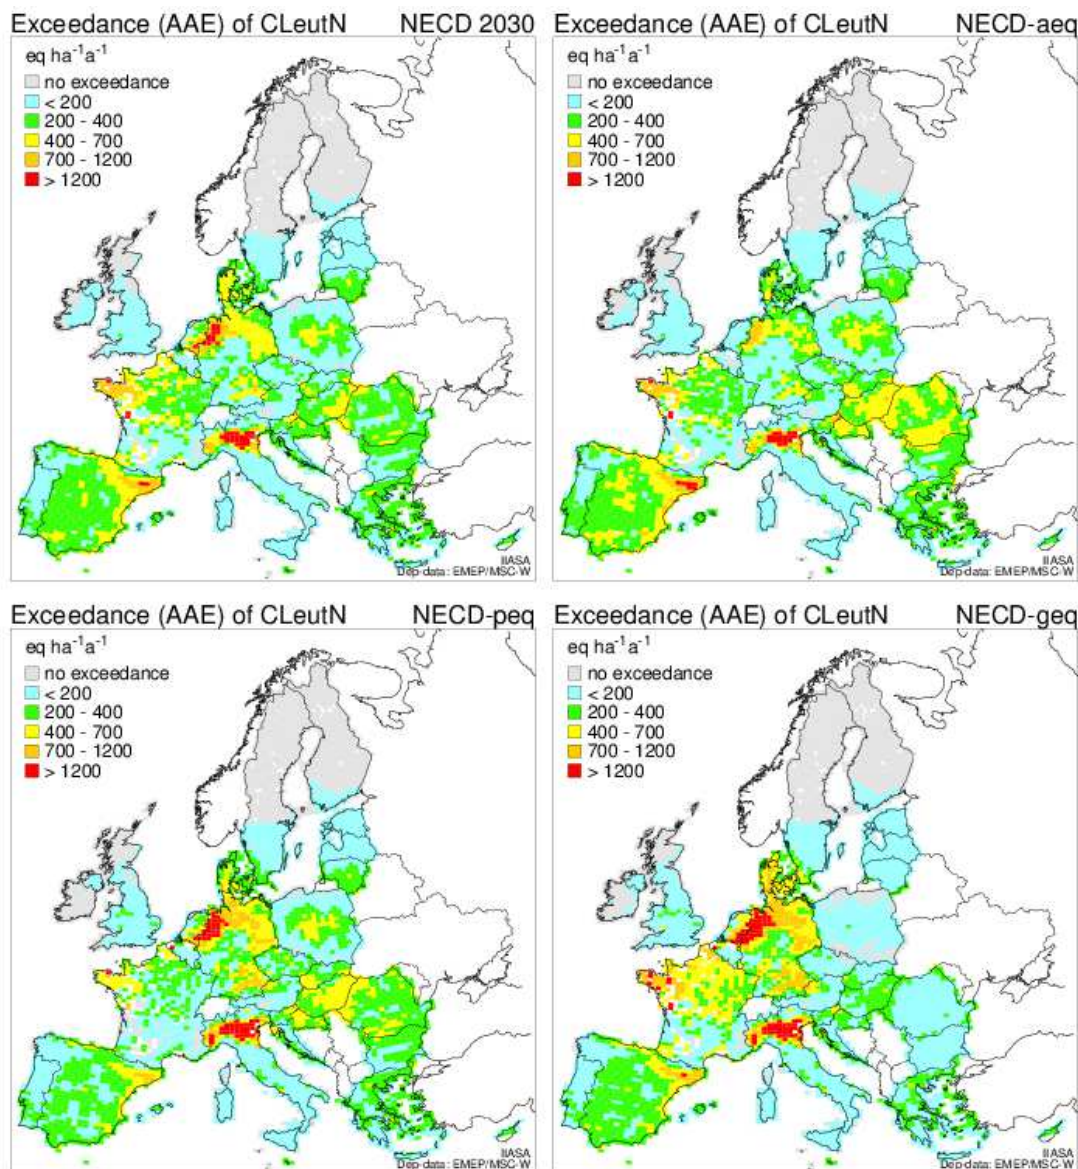 Exceedance (AAE) of CLeutN NECD 2030
eq ha⁻¹a⁻¹
no exceedance
< 200
200 - 400
400 - 700
700 - 1200
> 1200
IIASA
Dep-data: EMEP/MSC-W
Exceedance (AAE) of CLeutN NECD-aeq
eq ha⁻¹a⁻¹
no exceedance
< 200
200 - 400
400 - 700
700 - 1200
> 1200
IIASA
Dep-data: EMEP/MSC-W
Exceedance (AAE) of CLeutN NECD-peq
eq ha⁻¹a⁻¹
no exceedance
< 200
200 - 400
400 - 700
700 - 1200
> 1200
IIASA
Dep-data: EMEP/MSC-W
Exceedance (AAE) of CLeutN NECD-geq
eq ha⁻¹a⁻¹
no exceedance
< 200
200 - 400
400 - 700
700 - 1200
> 1200
IIASA
Dep-data: EMEP/MSC-W